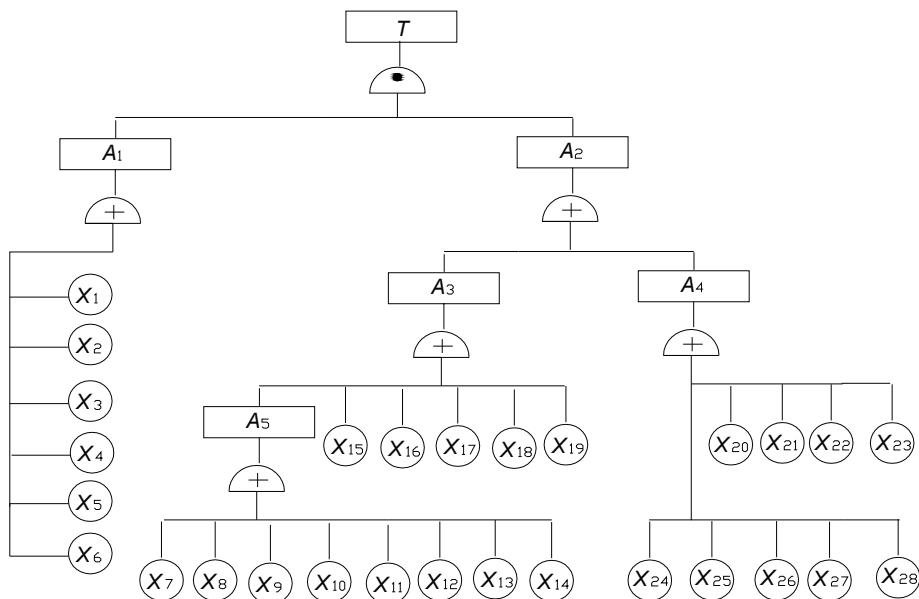 T
A1 A2
+ +
A3 A4
X1
X2
+ +
X3
A5 X15 X16 X17 X18 X19 X20 X21 X22 X23
X4
+
X5
X6
X7 X8 X9 X10 X11 X12 X13 X14 X24 X25 X26 X27 X28